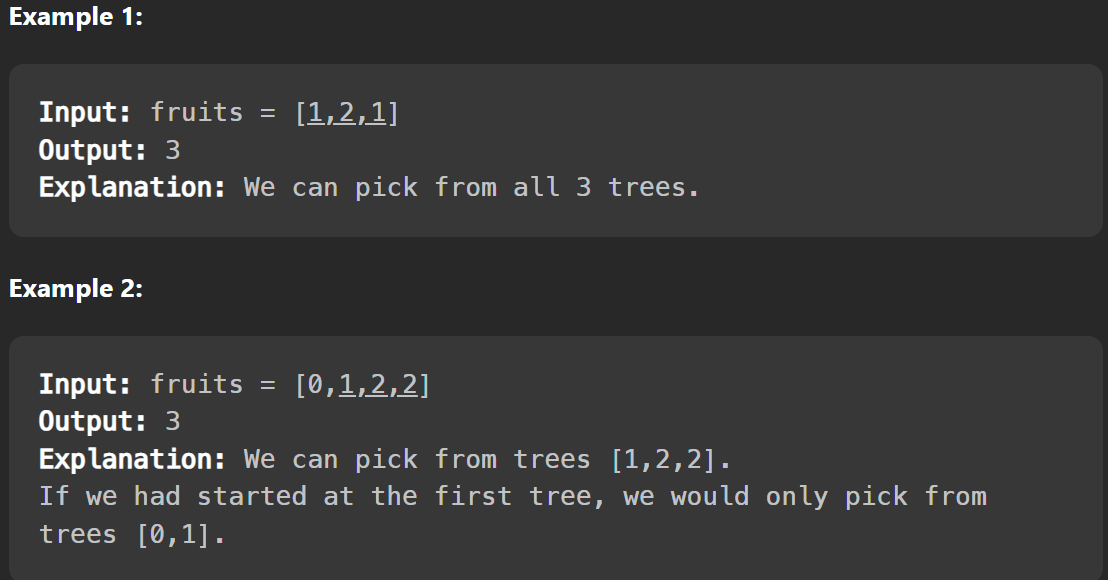 Example 1:
Input: fruits = [1,2,1]
Output: 3
Explanation: We can pick from all 3 trees.
Example 2:
Input: fruits = [0,1,2,2]
Output: 3
Explanation: We can pick from trees [1,2,2].
If we had started at the first tree, we would only pick from
trees [0,1].